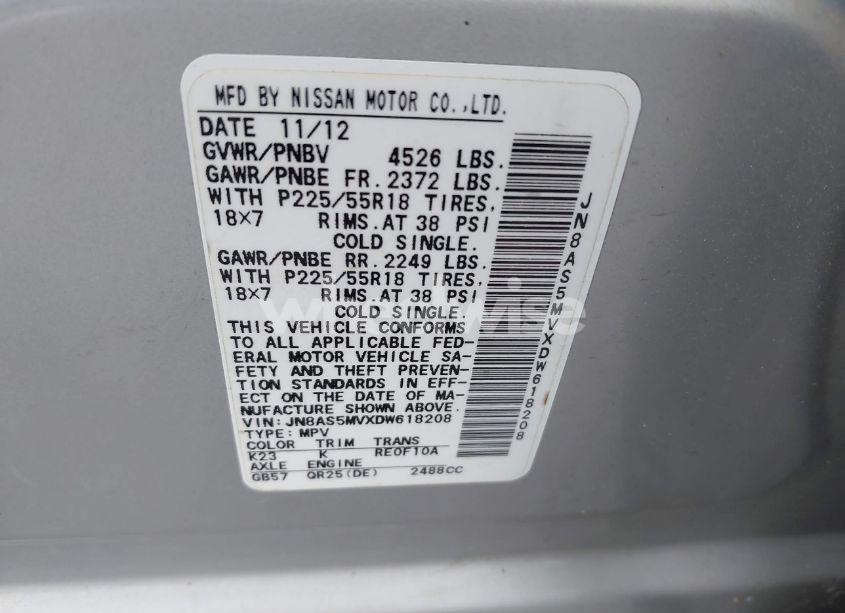 MFD BY NISSAN MOTOR CO.,LTD.
DATE 11/12
GVWR/PNBV 4526 LBS.
GAWR/PNBE FR. 2372 LBS.
WITH P225/55R18 TIRES,
18×7 RIMS.AT 38 PSI
COLD SINGLE.
GAWR/PNBE RR. 2249 LBS.
WITH P225/55R18 TIRES,
18×7 RIMS.AT 38 PSI
COLD SINGLE.
THIS VEHICLE CONFORMS
TO ALL APPLICABLE FED-
ERAL MOTOR VEHICLE SA-
FETY AND THEFT PREVEN-
TION STANDARDS IN EFF-
ECT ON THE DATE OF MA-
NUFACTURE SHOWN ABOVE.
VIN: JN8AS5MVXDW618208
TYPE: MPV
COLOR TRIM TRANS
K23 K RE0F10A
AXLE ENGINE
GB57 QR25(DE) 2488CC
JN8AS5MVXDW618208